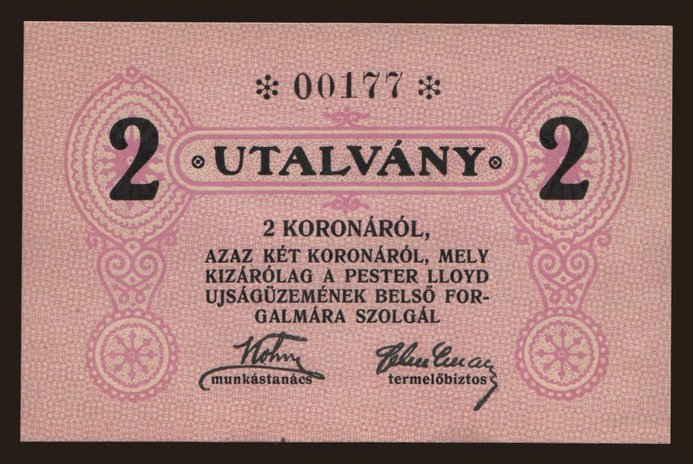 * 00177 *
2 UTALVÁNY 2
2 KORONÁRÓL,
AZAZ KÉT KORONÁRÓL, MELY
KIZÁRÓLAG A PESTER LLOYD
UJSÁGÜZEMÉNEK BELSŐ FOR-
GALMÁRA SZOLGÁL
munkástanács termelőbiztos